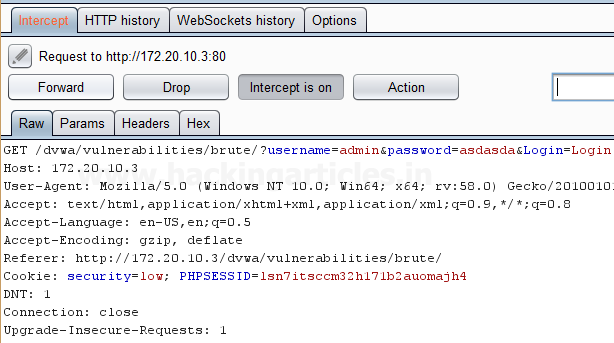 Intercept HTTP history WebSockets history Options
Request to http://172.20.10.3:80
Forward Drop Intercept is on Action
Raw Params Headers Hex
GET /dvwa/vulnerabilities/brute/?username=admin&password=asdasda&Login=Login
Host: 172.20.10.3
www.hackingarticles.in
User-Agent: Mozilla/5.0 (Windows NT 10.0; Win64; x64; rv:58.0) Gecko/20100101
Accept: text/html,application/xhtml+xml,application/xml;q=0.9,*/*;q=0.8
Accept-Language: en-US,en;q=0.5
Accept-Encoding: gzip, deflate
Referer: http://172.20.10.3/dvwa/vulnerabilities/brute/
Cookie: security=low; PHPSESSID=lsn7itsccm32h171b2auomajh4
DNT: 1
Connection: close
Upgrade-Insecure-Requests: 1